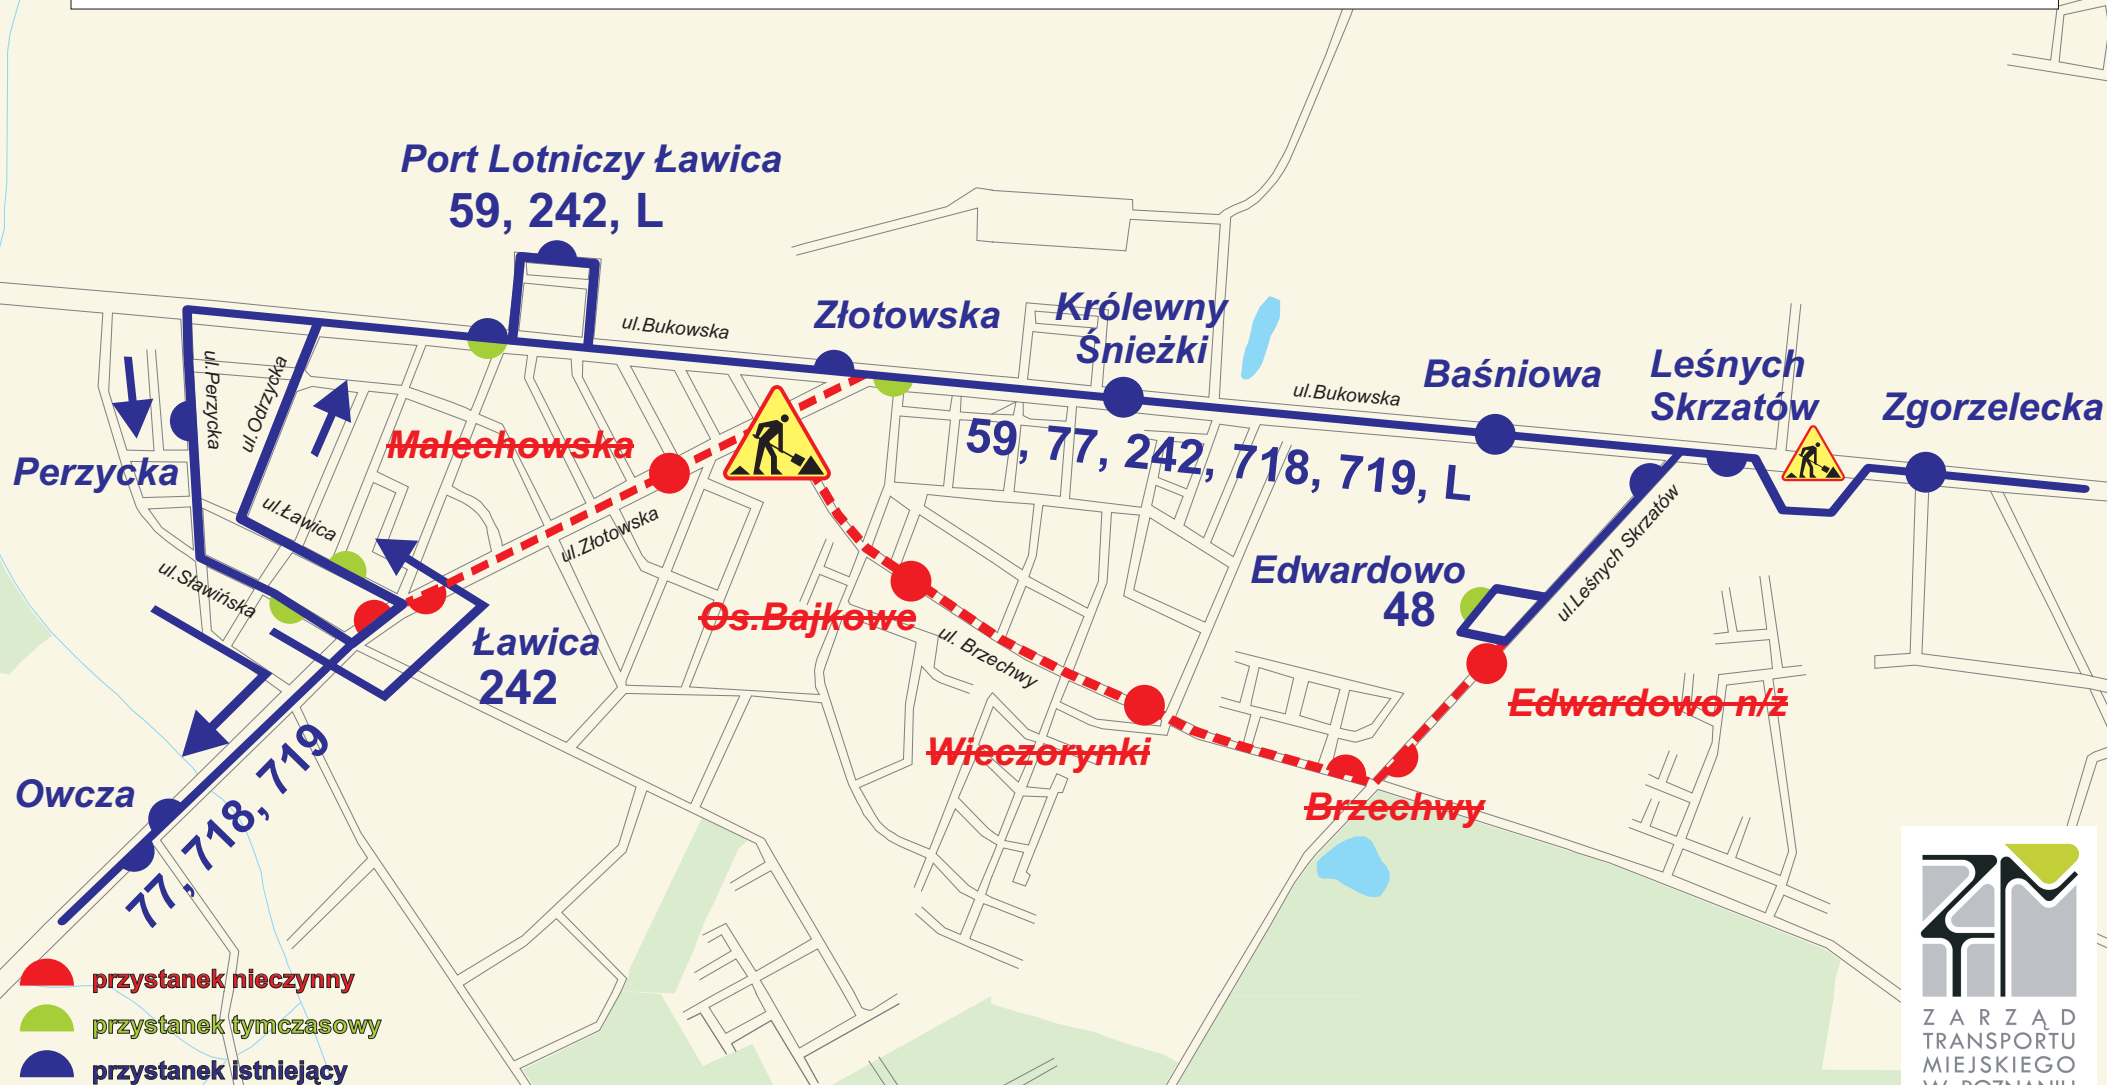 Port Lotniczy Ławica
59, 242, L
ul.Bukowska
Złotowska
Królewny
Śnieżki
ul.Bukowska
Baśniowa
Leśnych
Skrzatów
Zgorzelecka
ul.Perzycka
ul.Odrzycka
Malechowska
59, 77, 242, 718, 719, L
Perzycka
ul.Ławica
ul.Złotowska
ul.Leśnych Skrzatów
ul.Sławińska
Edwardowo
48
Os.Bajkowe
ul. Brzechwy
Ławica
242
Edwardowo n/ż
Wieczorynki
Brzechwy
Owcza
77, 718, 719
przystanek nieczynny
przystanek tymczasowy
przystanek istniejący
ZARZĄD
TRANSPORTU
MIEJSKIEGO
W POZNANIU